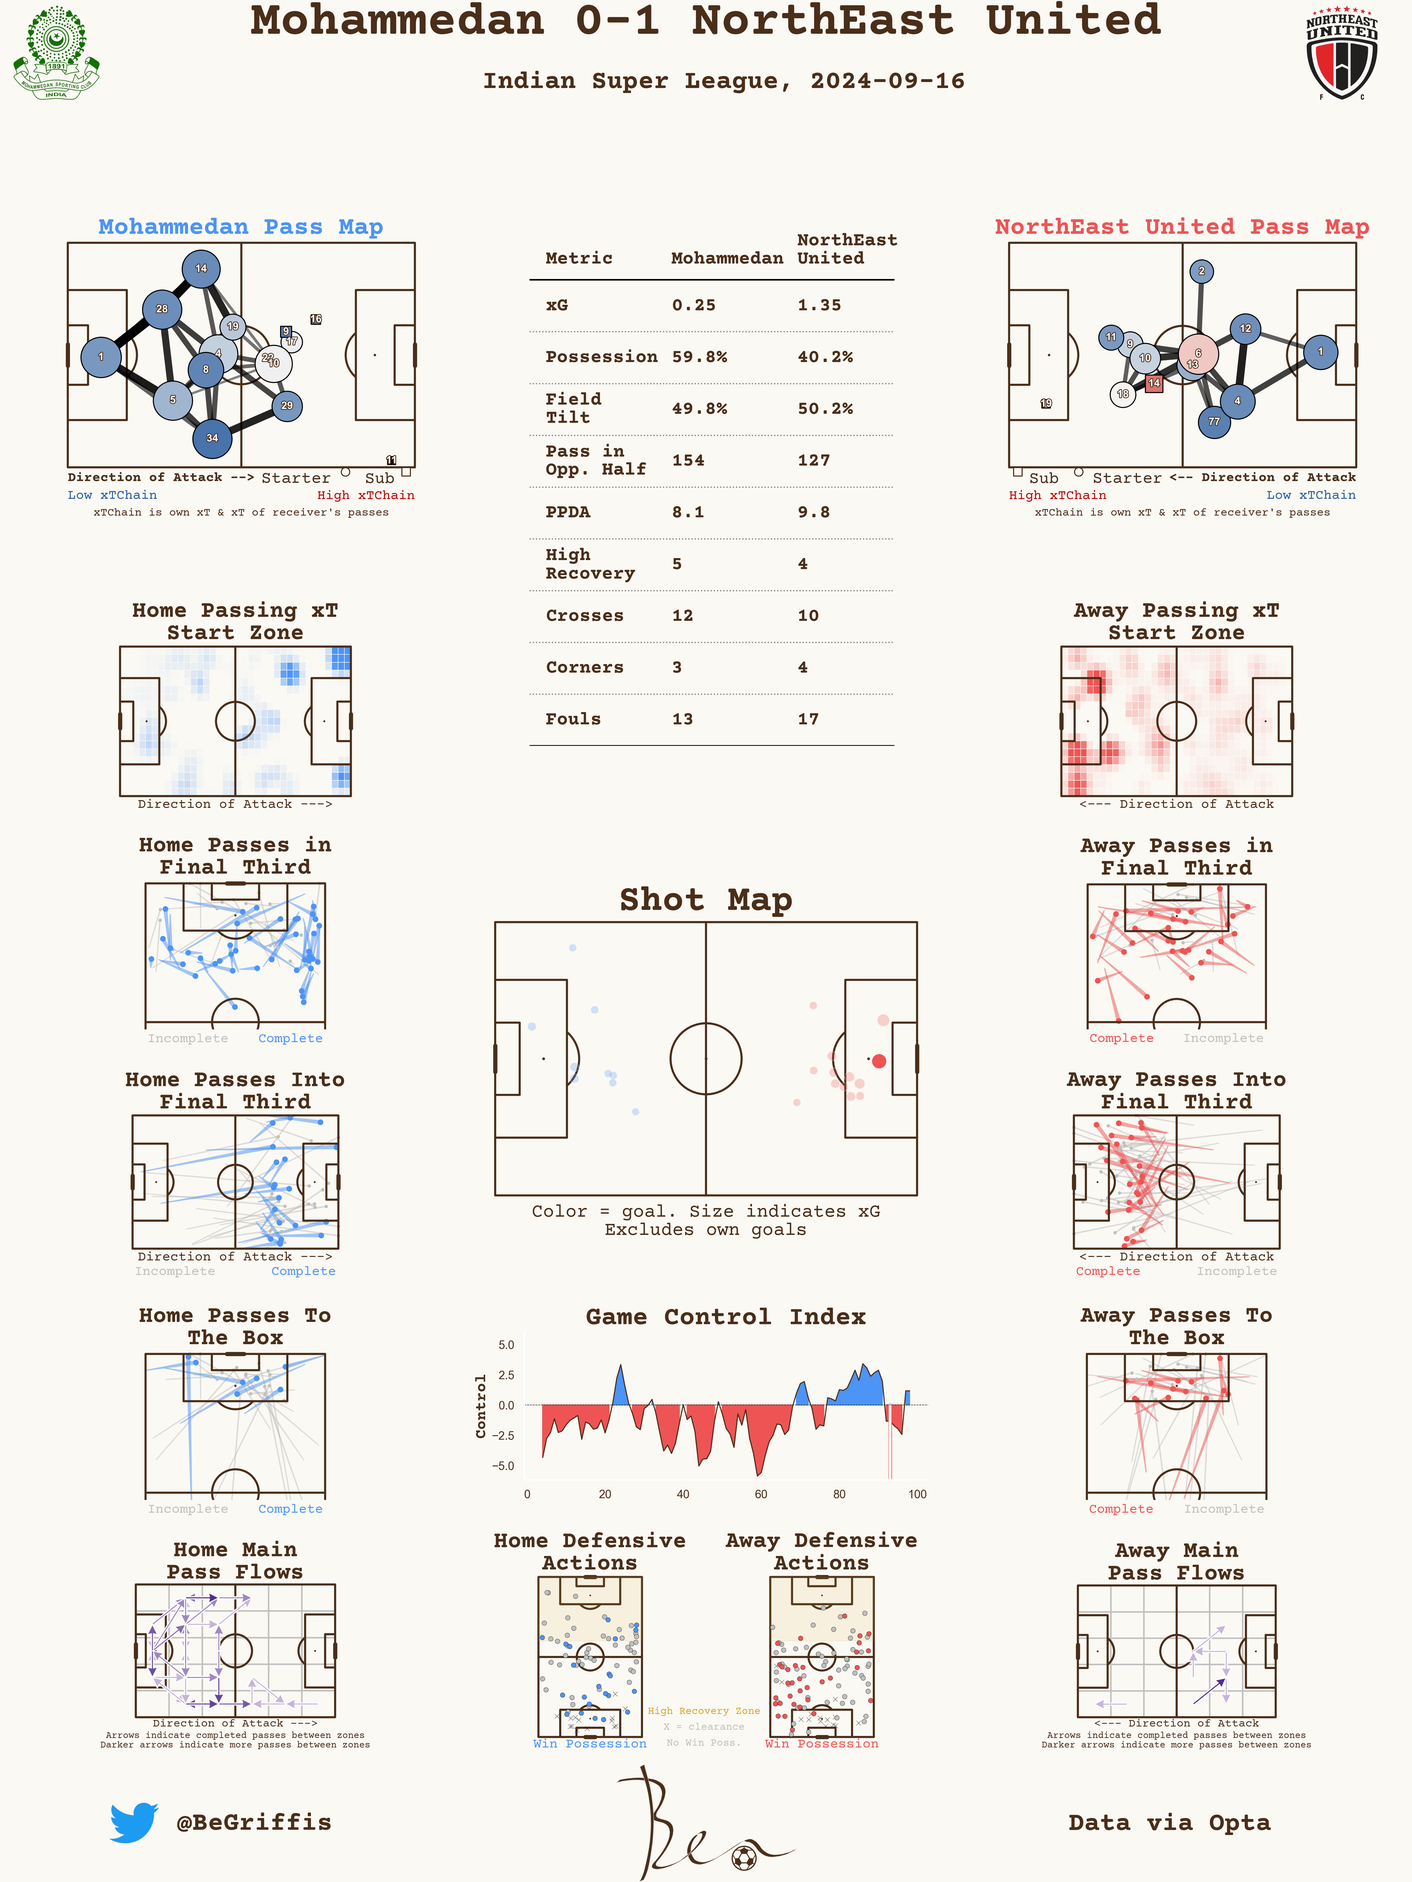 Mohammedan 0-1 NorthEast United
Indian Super League, 2024-09-16
1891
MOHAMMEDAN SPORTING CLUB
INDIA
NORTHEAST
UNITED
F C
Mohammedan Pass Map
14
28
19
16
9
17
1
4
22
10
8
5
29
34
11
Direction of Attack --> Starter Sub
Low xTChain High xTChain
xTChain is own xT & xT of receiver's passes
Metric Mohammedan NorthEast United
xG 0.25 1.35
Possession 59.8% 40.2%
Field Tilt 49.8% 50.2%
Pass in Opp. Half 154 127
PPDA 8.1 9.8
High Recovery 5 4
Crosses 12 10
Corners 3 4
Fouls 13 17
NorthEast United Pass Map
2
12
11
9
10
6
1
13
14
18
19
4
77
Sub Starter <-- Direction of Attack
High xTChain Low xTChain
xTChain is own xT & xT of receiver's passes
Home Passing xT
Start Zone
Direction of Attack --->
Away Passing xT
Start Zone
<--- Direction of Attack
Home Passes in
Final Third
Incomplete Complete
Away Passes in
Final Third
Complete Incomplete
Shot Map
Color = goal. Size indicates xG
Excludes own goals
Home Passes Into
Final Third
Direction of Attack --->
Incomplete Complete
Away Passes Into
Final Third
<--- Direction of Attack
Complete Incomplete
Home Passes To
The Box
Incomplete Complete
Game Control Index
Control
5.0
2.5
0.0
−2.5
−5.0
0 20 40 60 80 100
Away Passes To
The Box
Complete Incomplete
Home Main
Pass Flows
Direction of Attack --->
Arrows indicate completed passes between zones
Darker arrows indicate more passes between zones
Home Defensive
Actions
Win Possession
Away Defensive
Actions
Win Possession
High Recovery Zone
X = clearance
No Win Poss.
Away Main
Pass Flows
<--- Direction of Attack
Arrows indicate completed passes between zones
Darker arrows indicate more passes between zones
@BeGriffis
Ben
Data via Opta